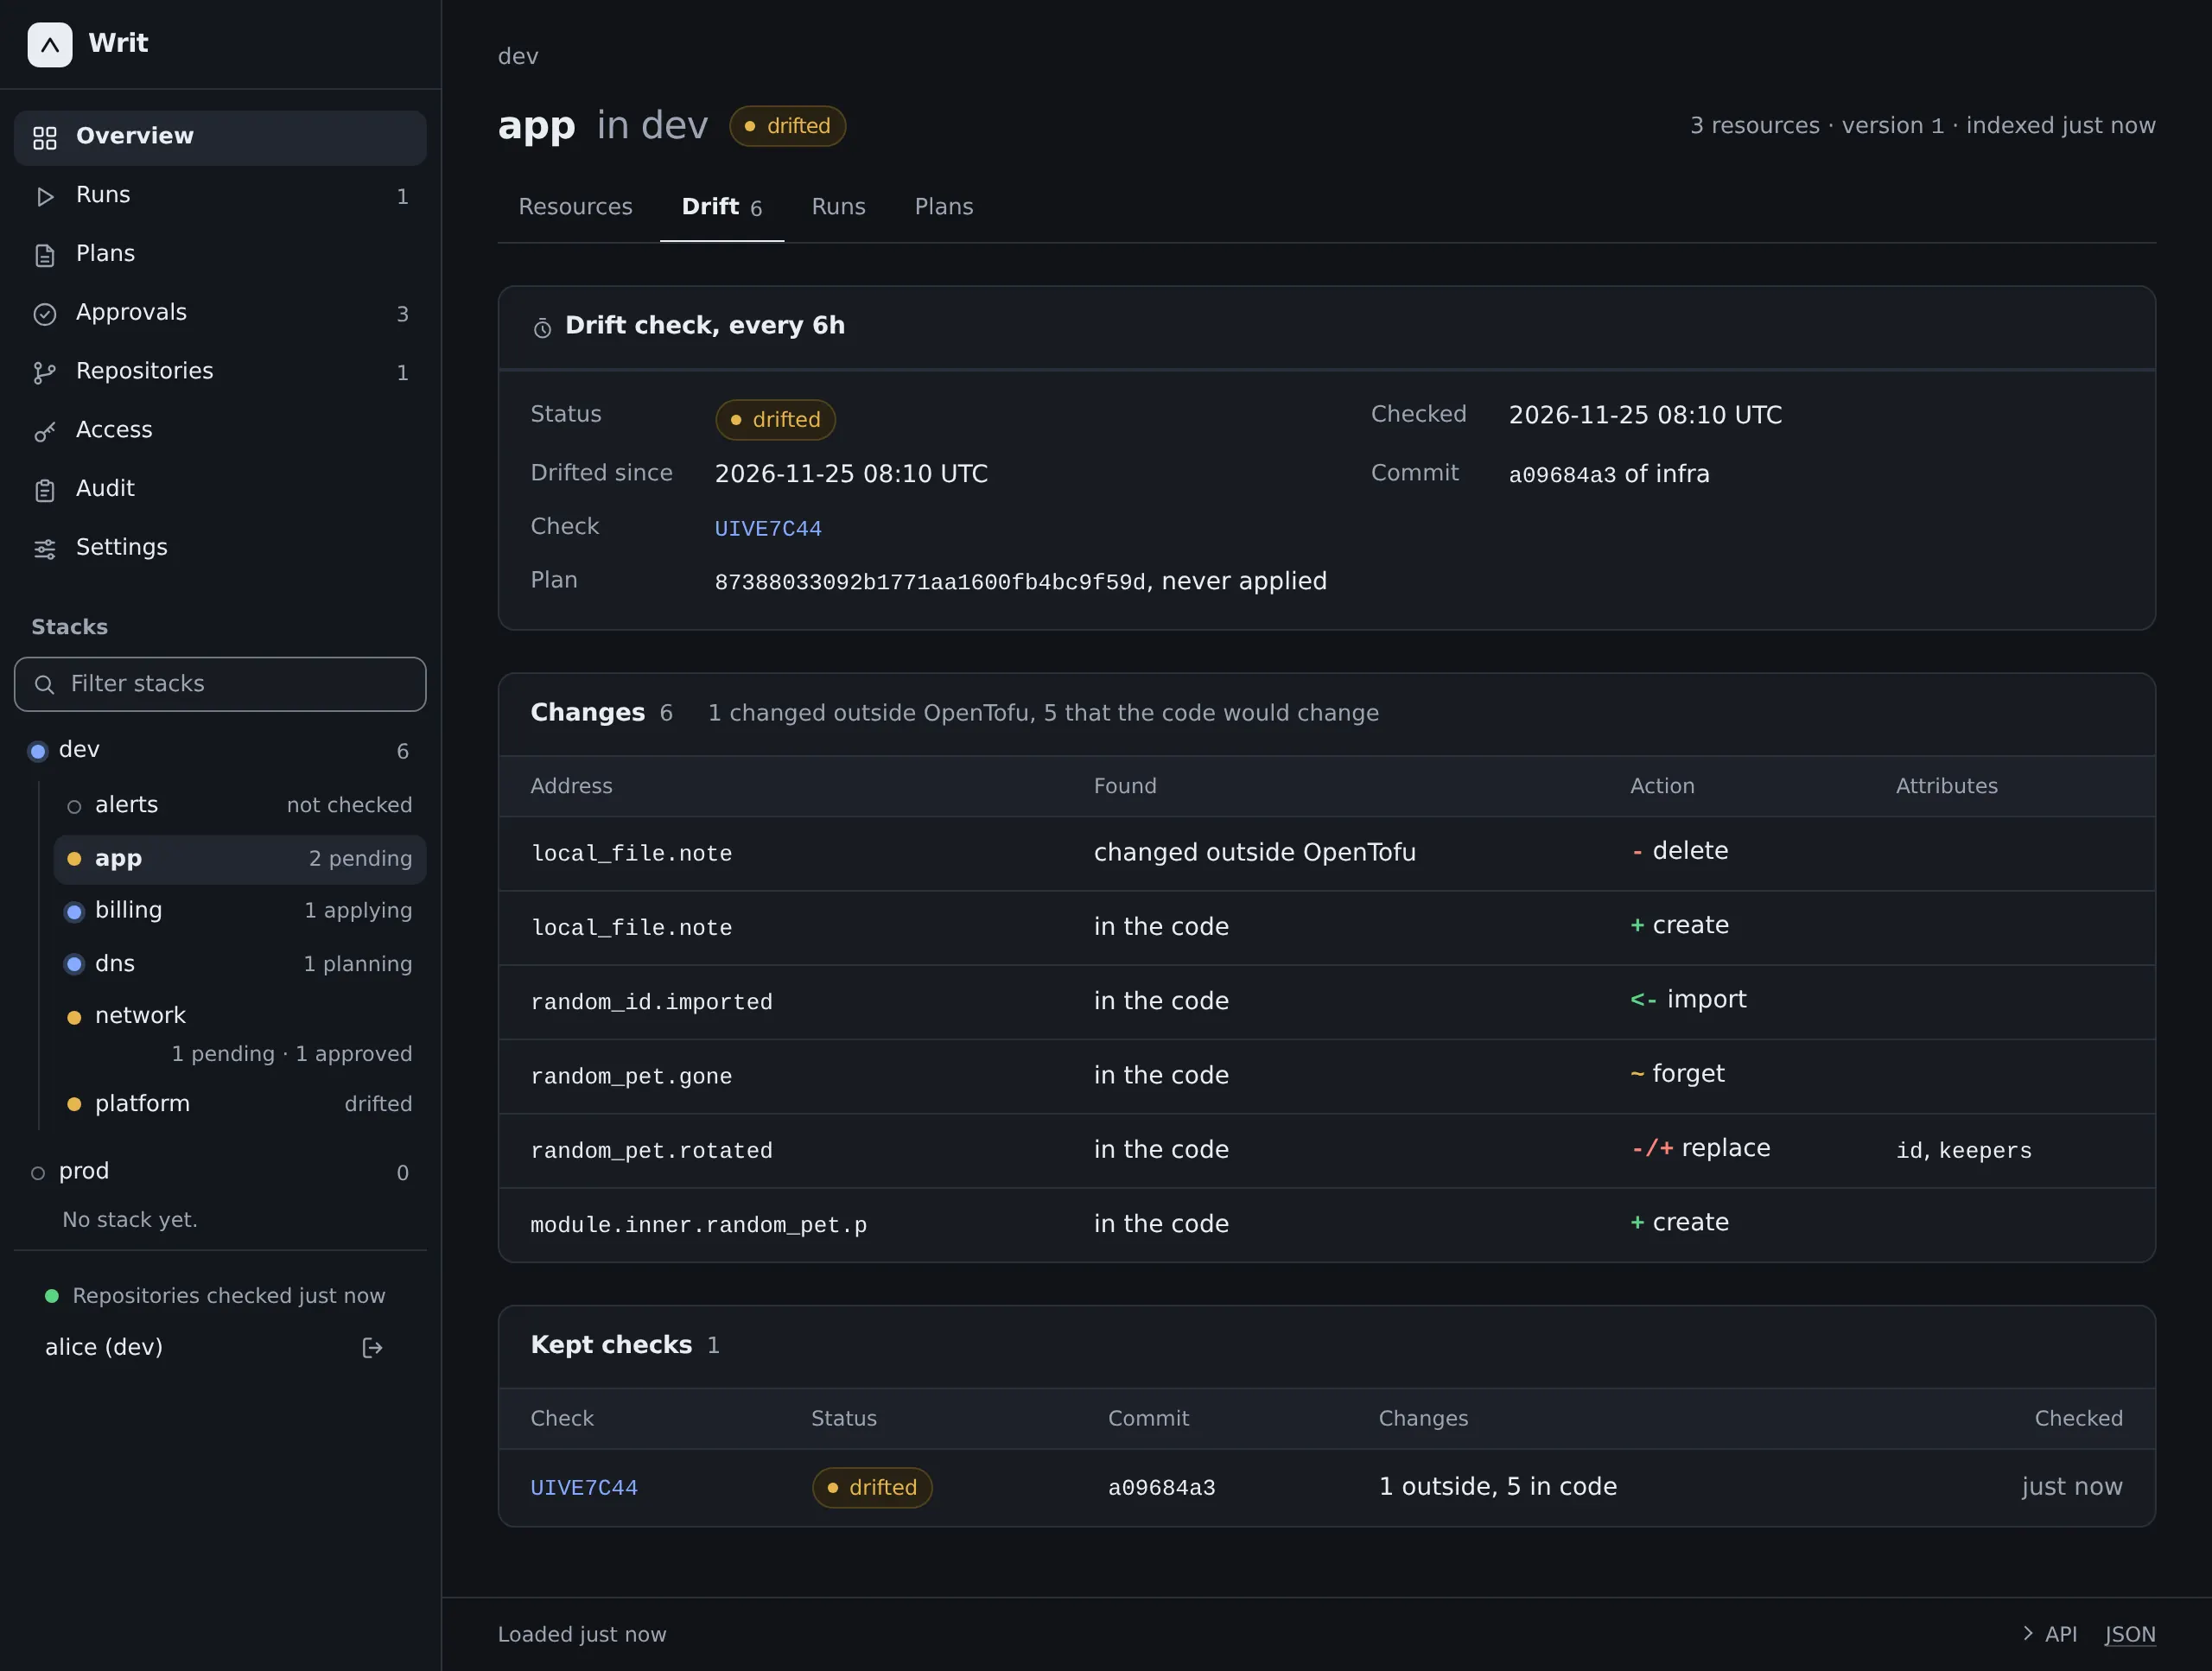 Writ
Overview
Runs 1
Plans
Approvals 3
Repositories 1
Access
Audit
Settings
Stacks
Filter stacks
dev 6
alerts not checked
app 2 pending
billing 1 applying
dns 1 planning
network
1 pending · 1 approved
platform drifted
prod 0
No stack yet.
Repositories checked just now
alice (dev)
dev
app in dev drifted
3 resources · version 1 · indexed just now
Resources Drift 6 Runs Plans
Drift check, every 6h
Status drifted Checked 2026-11-25 08:10 UTC
Drifted since 2026-11-25 08:10 UTC Commit a09684a3 of infra
Check UIVE7C44
Plan 87388033092b1771aa1600fb4bc9f59d, never applied
Changes 6 1 changed outside OpenTofu, 5 that the code would change
Address Found Action Attributes
local_file.note changed outside OpenTofu - delete
local_file.note in the code + create
random_id.imported in the code <- import
random_pet.gone in the code ~ forget
random_pet.rotated in the code -/+ replace id, keepers
module.inner.random_pet.p in the code + create
Kept checks 1
Check Status Commit Changes Checked
UIVE7C44 drifted a09684a3 1 outside, 5 in code just now
Loaded just now
> API JSON